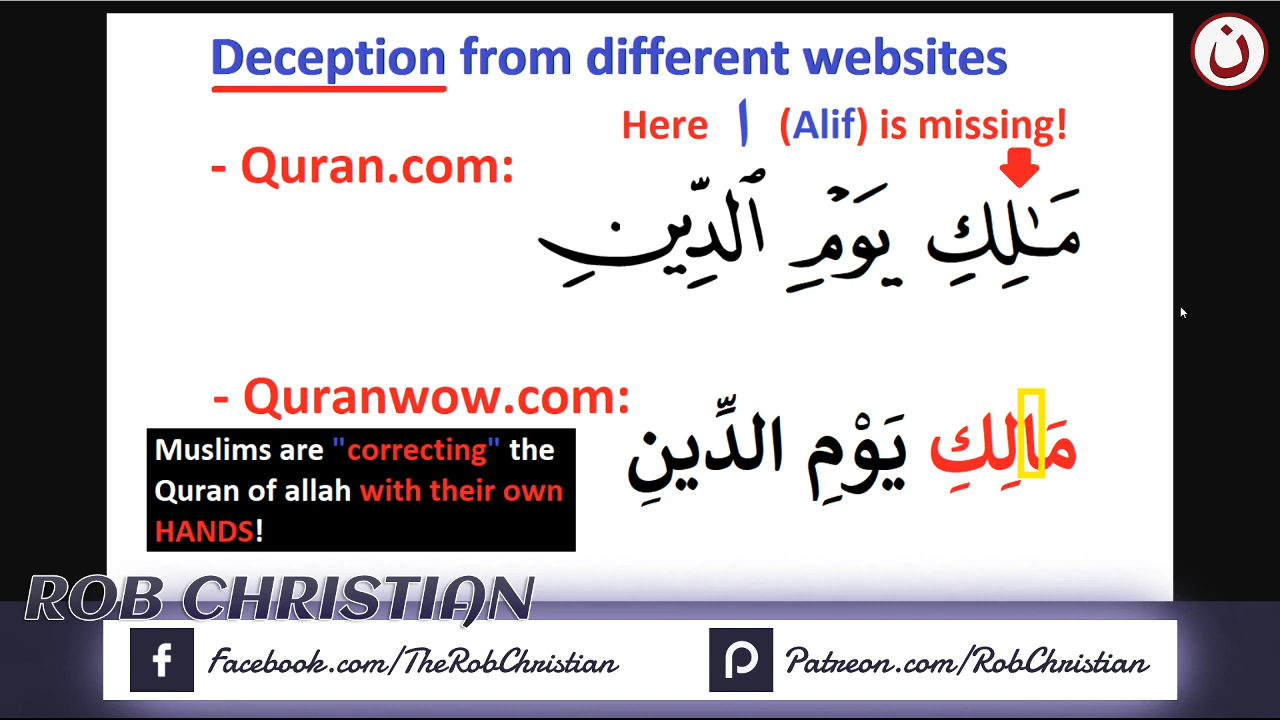 ن
Deception from different websites
Here ا (Alif) is missing!
- Quran.com:
مَـٰلِكِ يَوْمِ ٱلدِّينِ
- Quranwow.com:
مَالِكِ يَوْمِ الدِّينِ
Muslims are "correcting" the
Quran of allah with their own
HANDS!
ROB CHRISTIAN
Facebook.com/TheRobChristian
Patreon.com/RobChristian